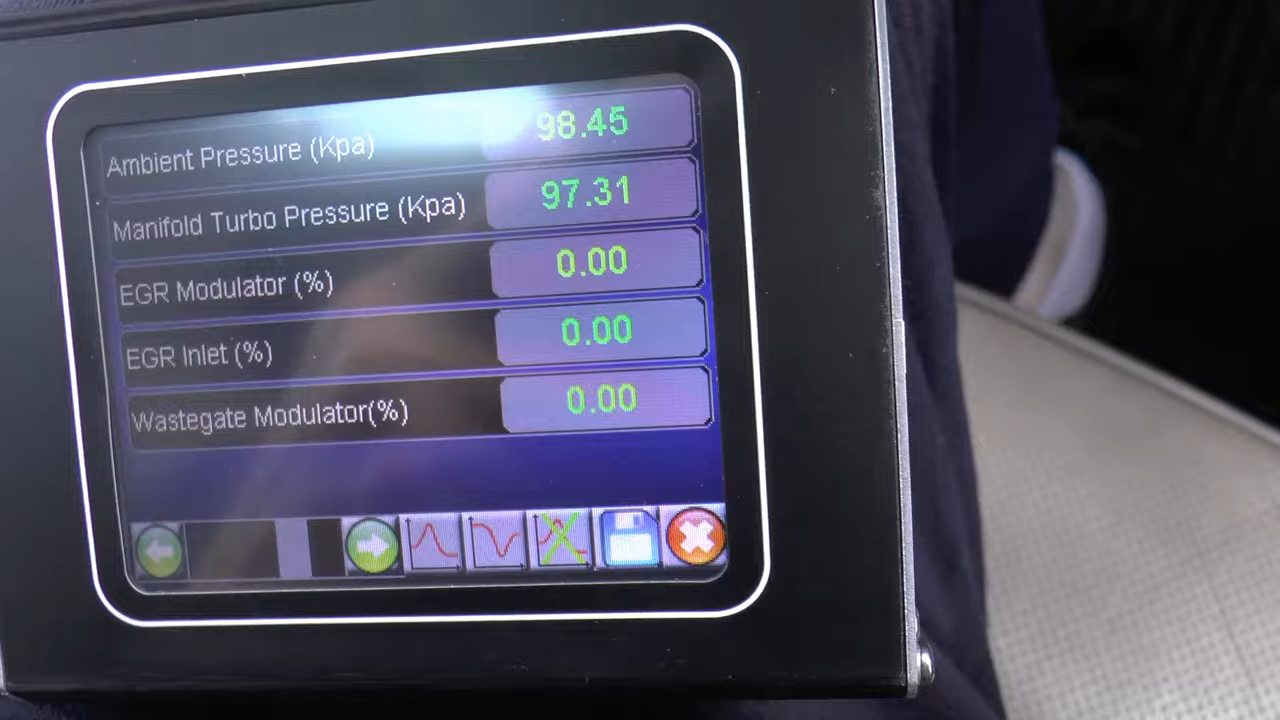 Ambient Pressure (Kpa) 98.45
Manifold Turbo Pressure (Kpa) 97.31
EGR Modulator (%) 0.00
EGR Inlet (%) 0.00
Wastegate Modulator(%) 0.00